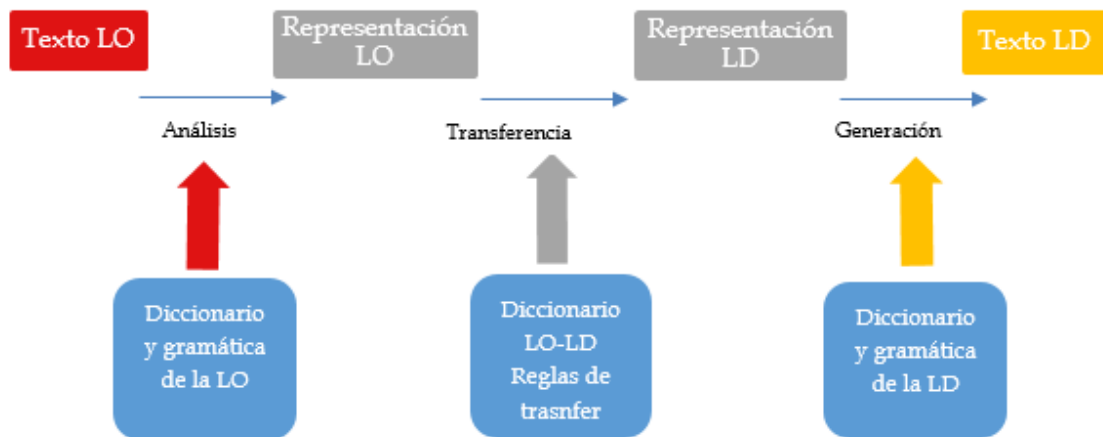 Texto LO
Representación
LO
Representación
LD
Texto LD
Análisis
Transferencia
Generación
Diccionario
y gramática
de la LO
Diccionario
LO-LD
Reglas de
trasnfer
Diccionario
y gramática
de la LD